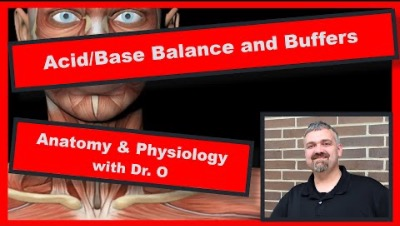 Acid/Base Balance and Buffers
Anatomy & Physiology
with Dr. O